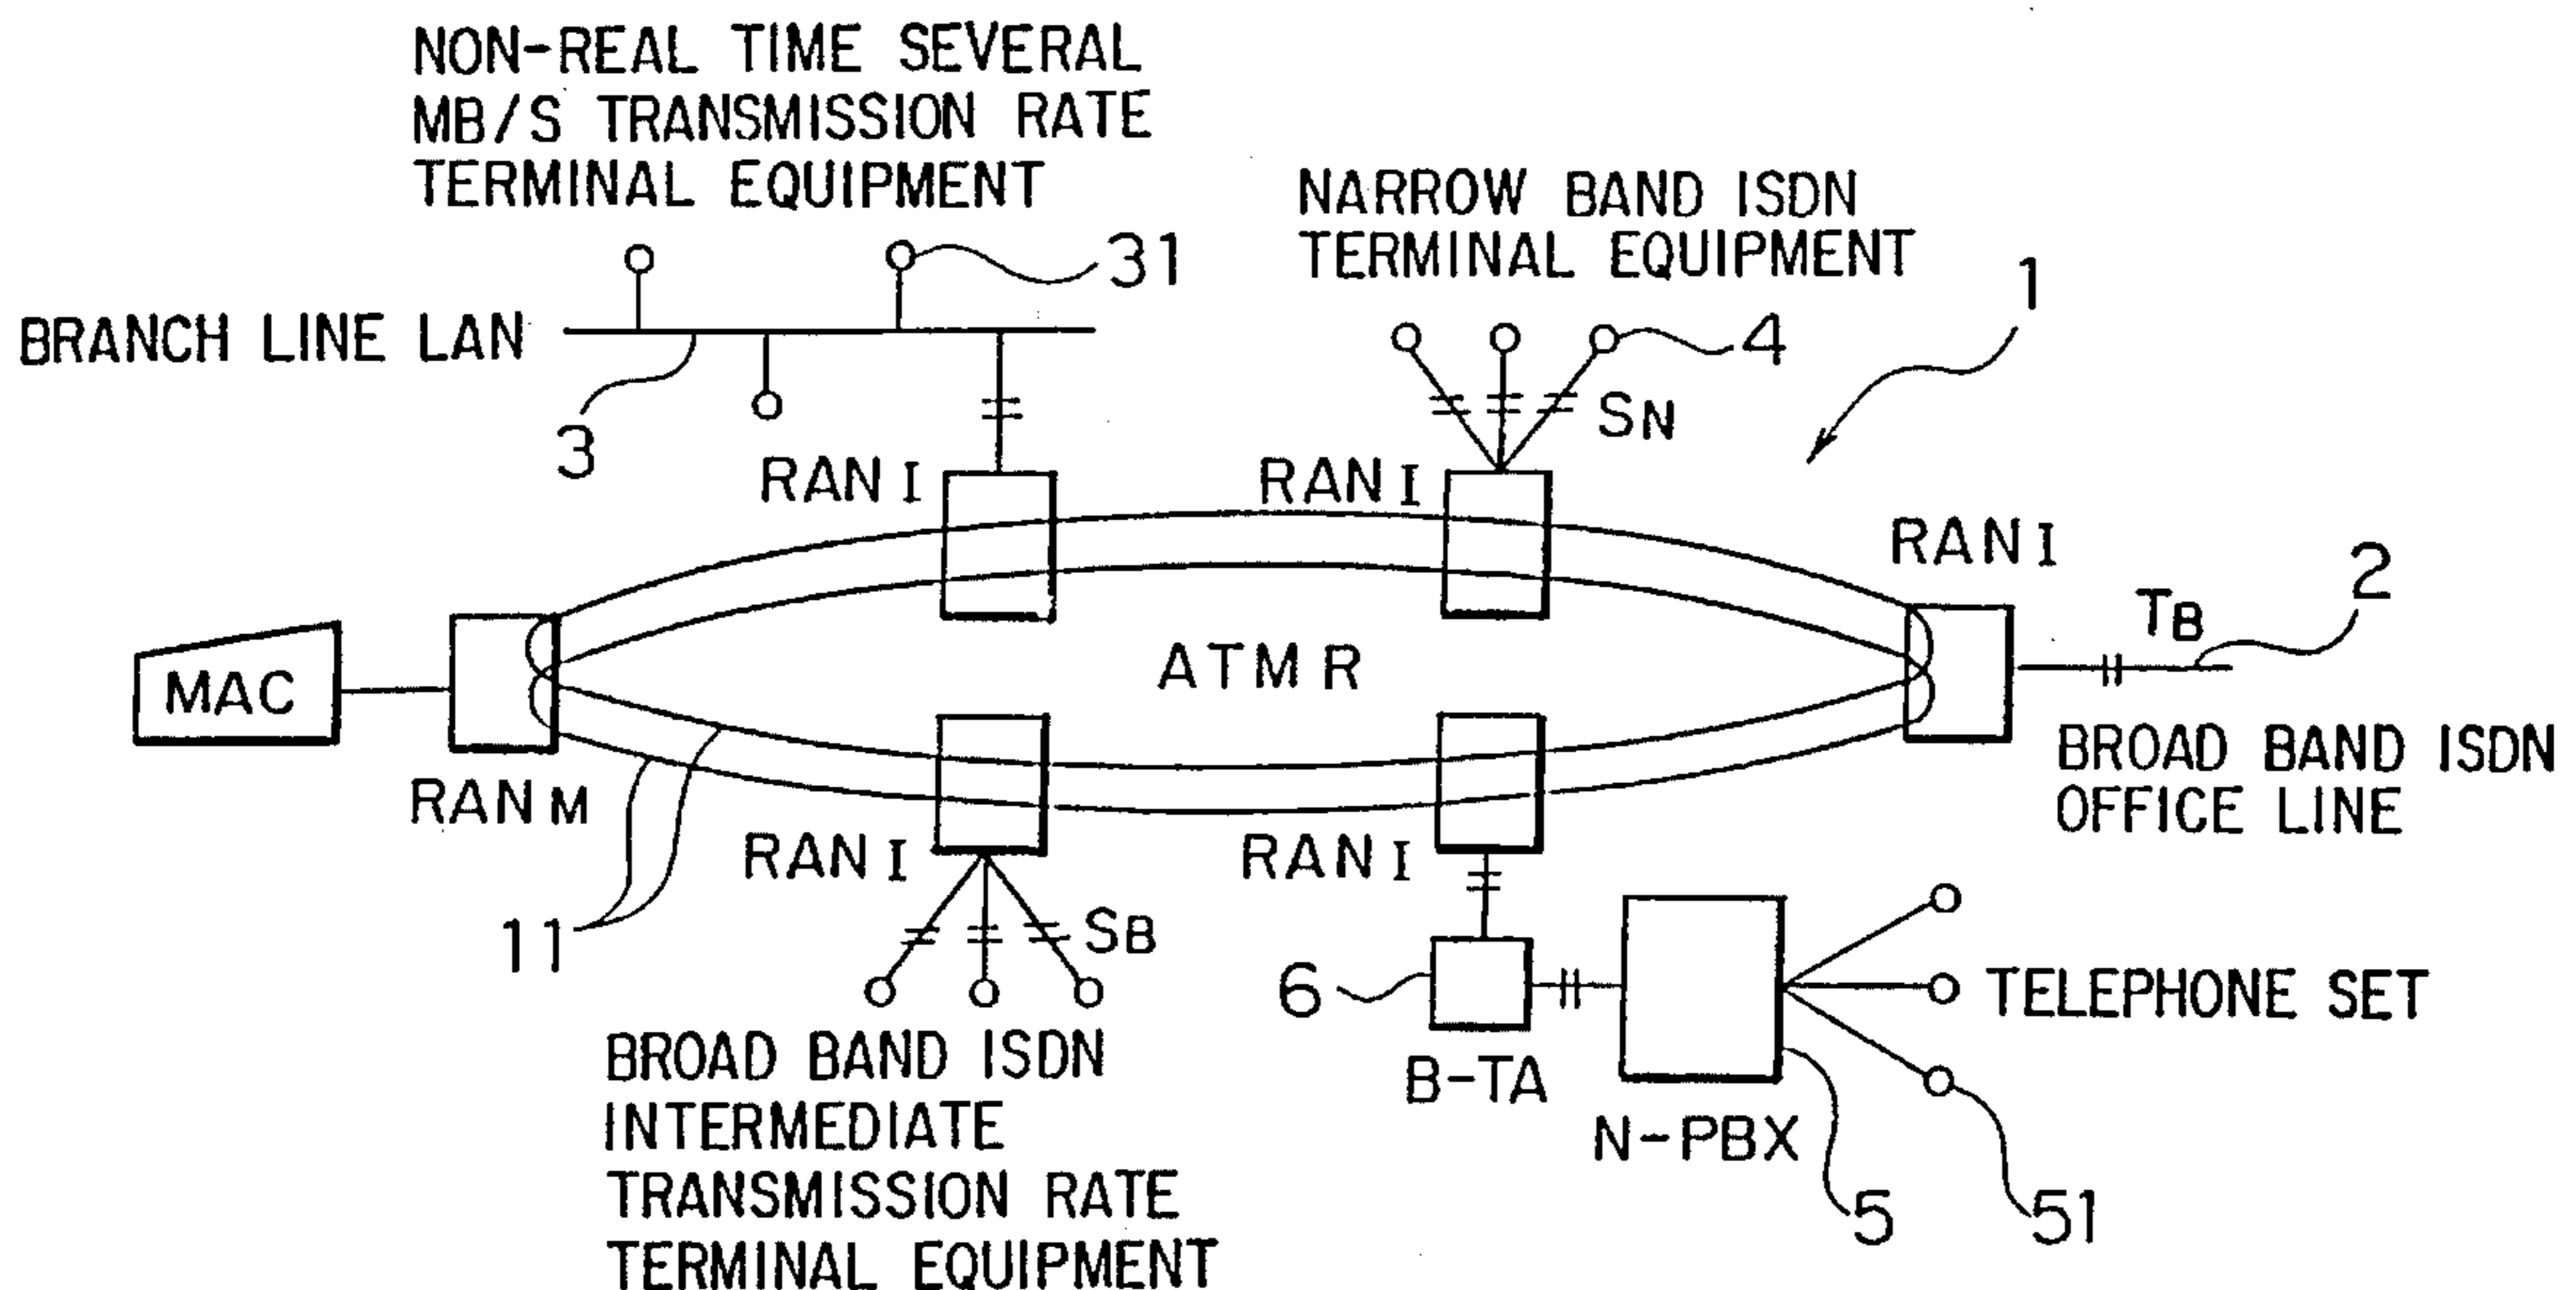 NON-REAL TIME SEVERAL
MB/S TRANSMISSION RATE
TERMINAL EQUIPMENT
NARROW BAND ISDN
TERMINAL EQUIPMENT
31
1
BRANCH LINE LAN
4
3
SN
RAN I
RAN I
RAN I
2
TB
ATMR
MAC
BROAD BAND ISDN
OFFICE LINE
RAN M
RAN I
RAN I
11
SB
6
TELEPHONE SET
BROAD BAND ISDN
INTERMEDIATE
TRANSMISSION RATE
TERMINAL EQUIPMENT
B-TA
N-PBX
5
51